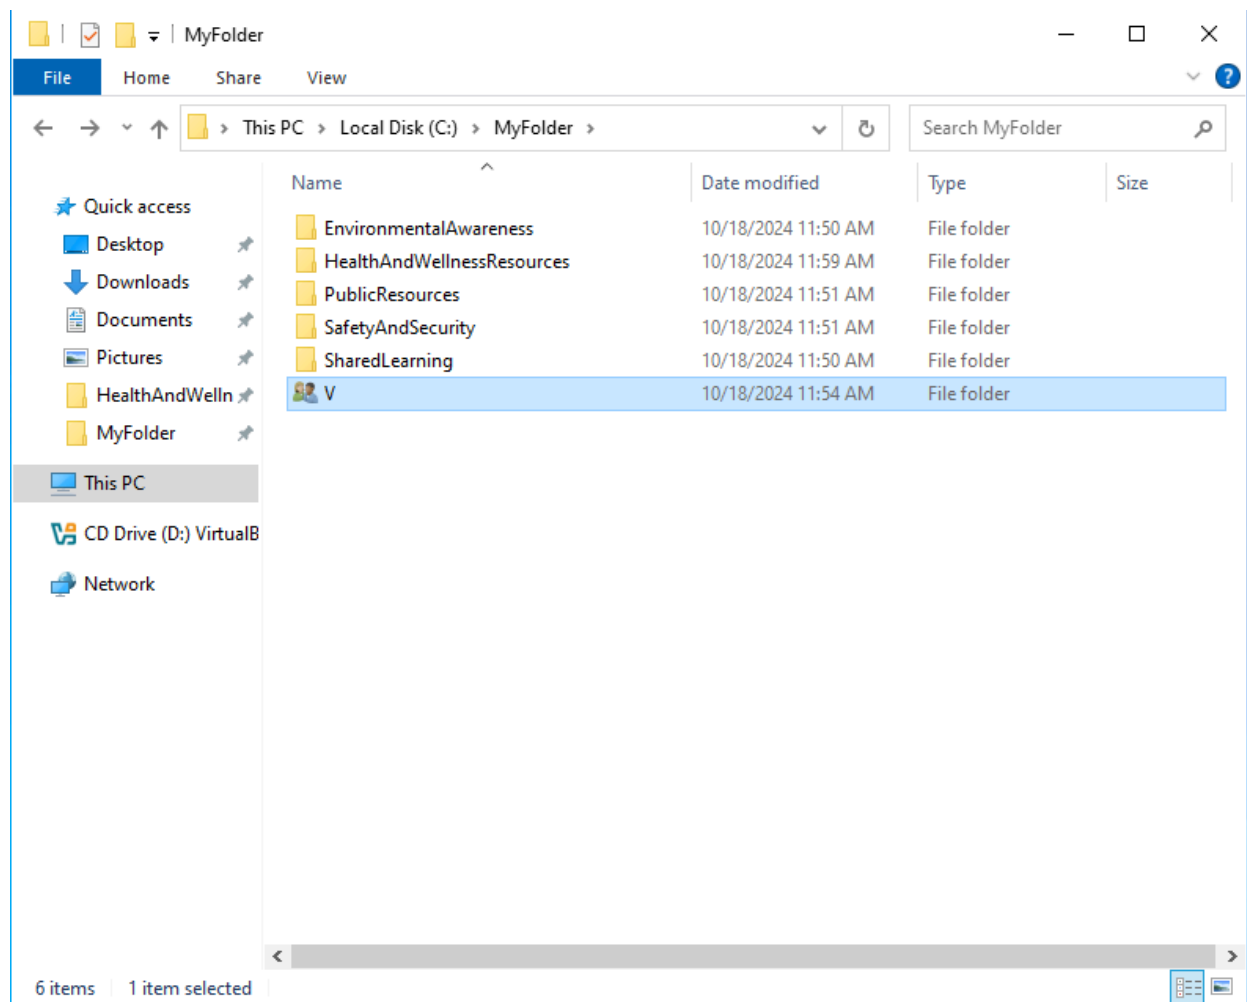 MyFolder
File Home Share View ?
This PC Local Disk (C:) MyFolder Search MyFolder
Name Date modified Type Size
Quick access
Desktop
Downloads
Documents
Pictures
HealthAndWelln
MyFolder
This PC
CD Drive (D:) VirtualB
Network
EnvironmentalAwareness 10/18/2024 11:50 AM File folder
HealthAndWellnessResources 10/18/2024 11:59 AM File folder
PublicResources 10/18/2024 11:51 AM File folder
SafetyAndSecurity 10/18/2024 11:51 AM File folder
SharedLearning 10/18/2024 11:50 AM File folder
V 10/18/2024 11:54 AM File folder
6 items 1 item selected